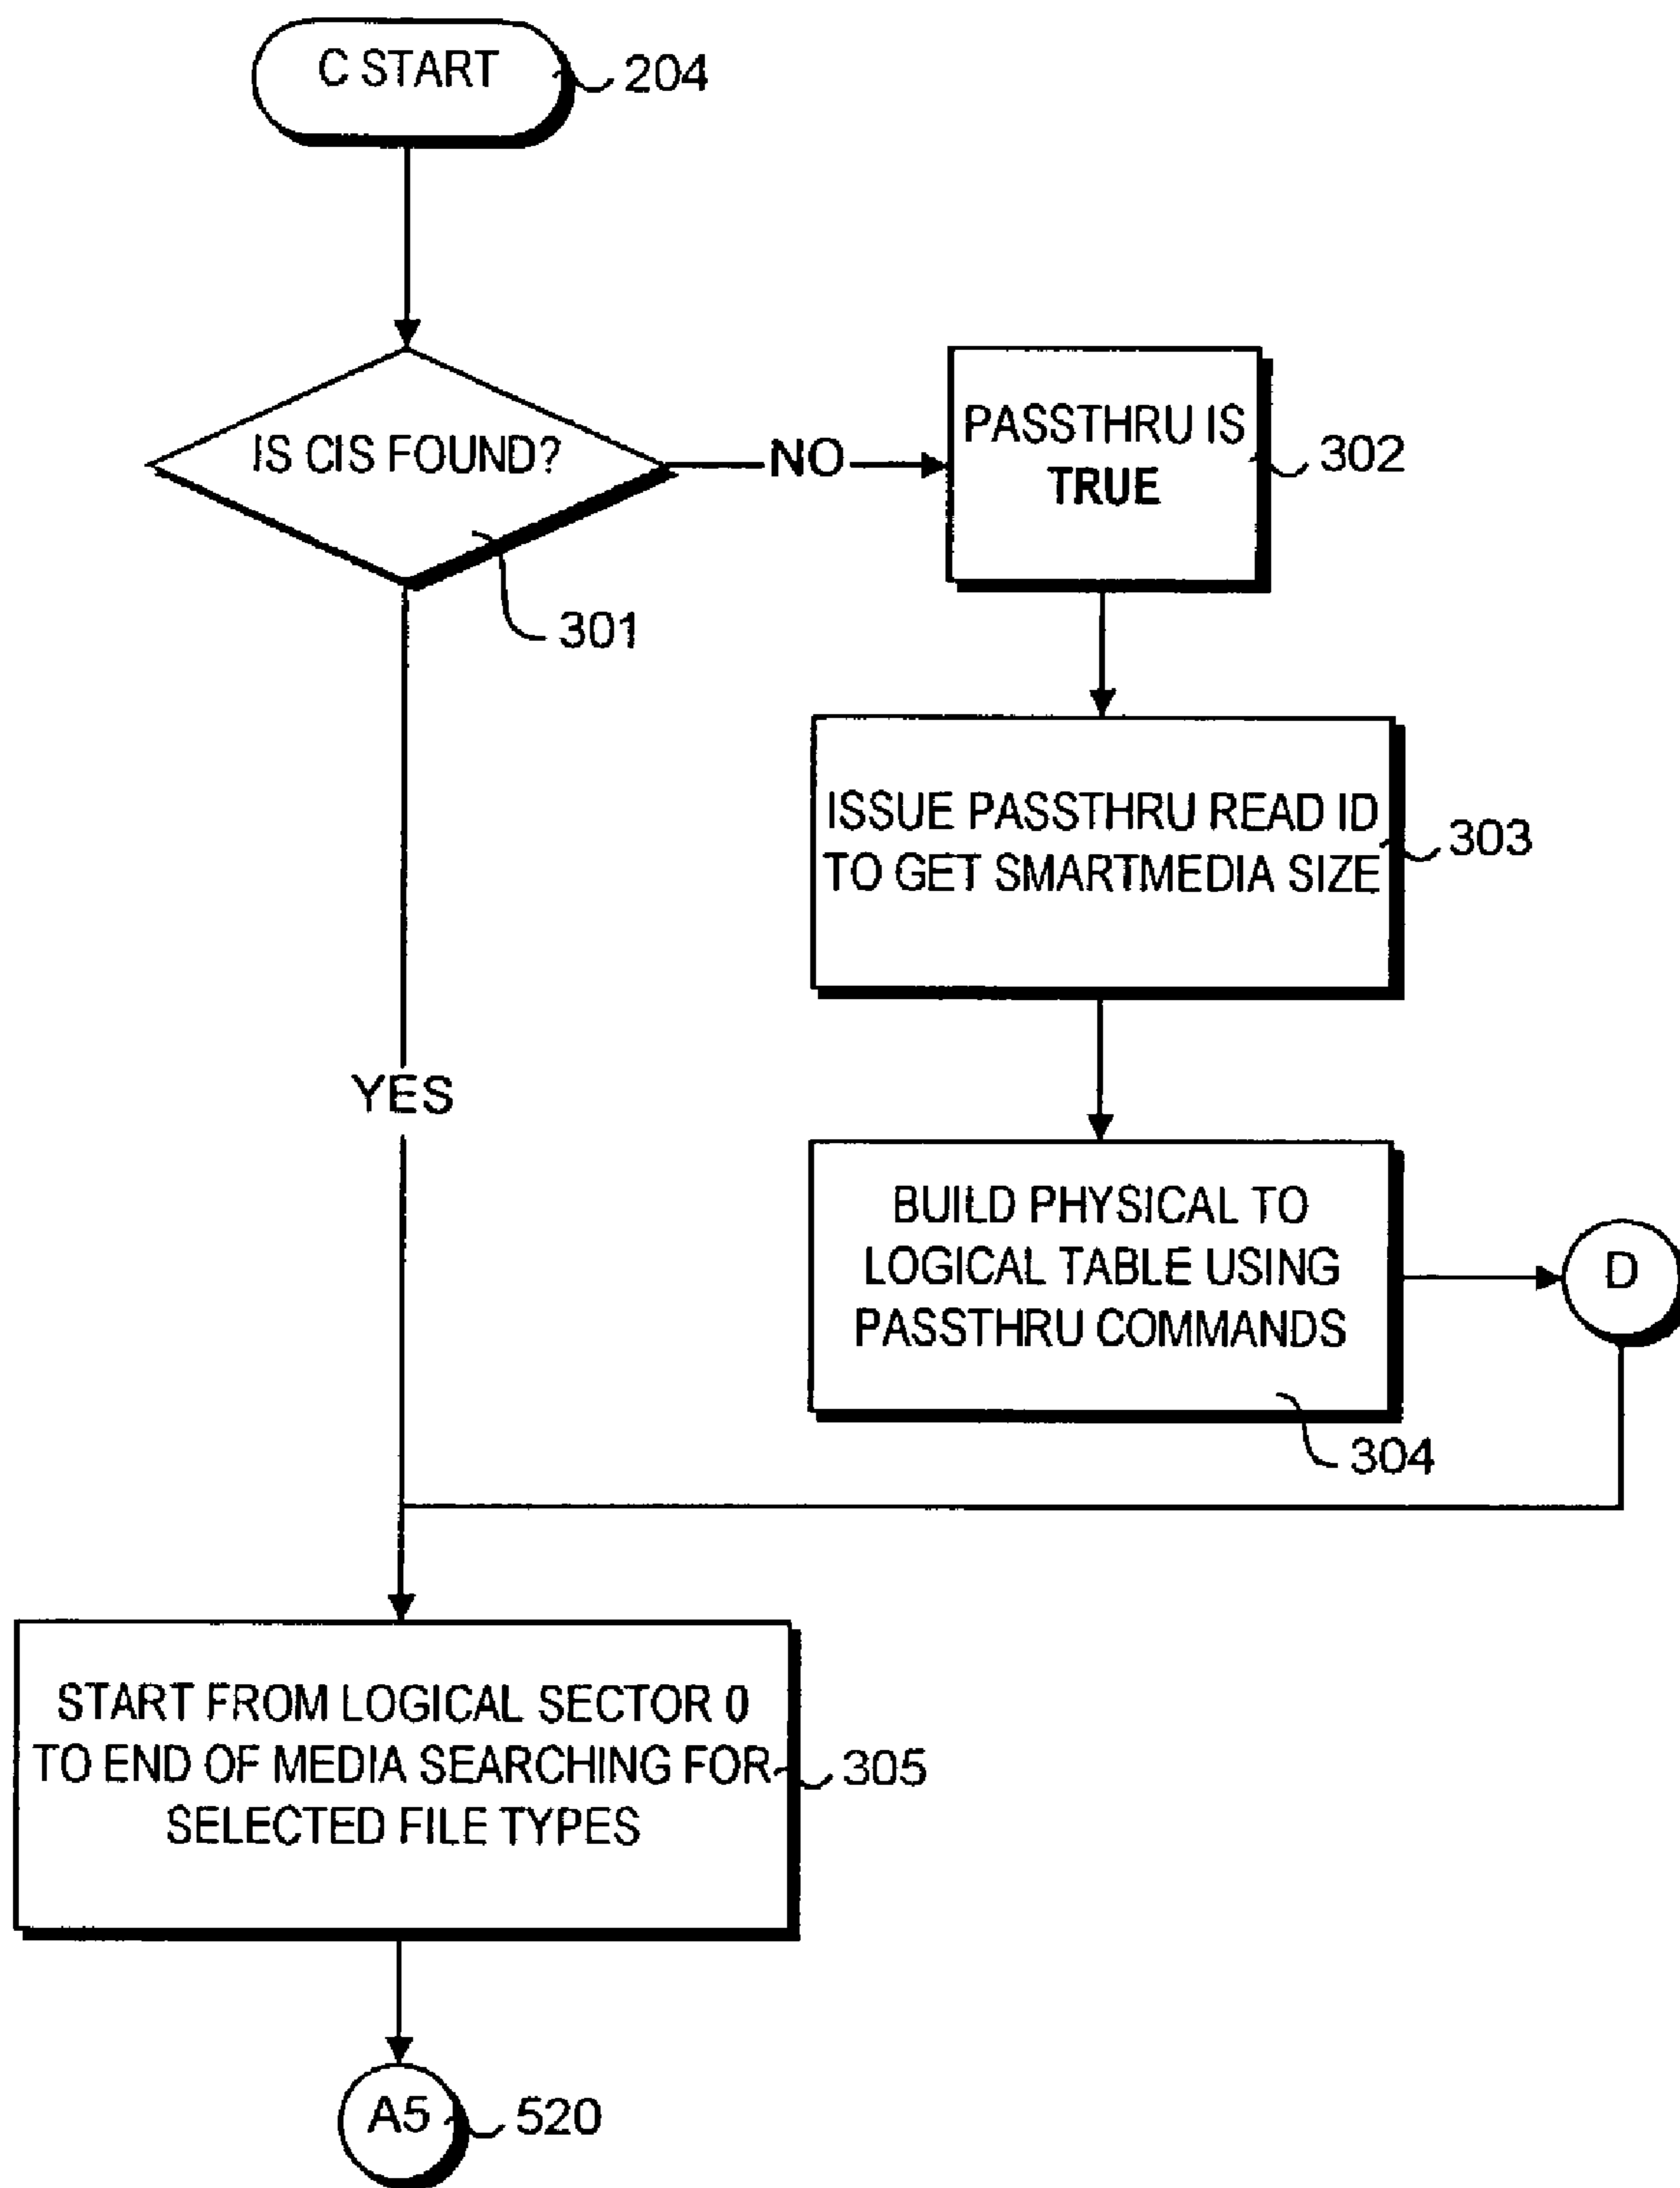 C START
204
IS CIS FOUND?
301
NO
PASSTHRU IS
TRUE
302
ISSUE PASSTHRU READ ID
TO GET SMARTMEDIA SIZE
303
YES
BUILD PHYSICAL TO
LOGICAL TABLE USING
PASSTHRU COMMANDS
304
D
START FROM LOGICAL SECTOR 0
TO END OF MEDIA SEARCHING FOR
SELECTED FILE TYPES
305
A5
520